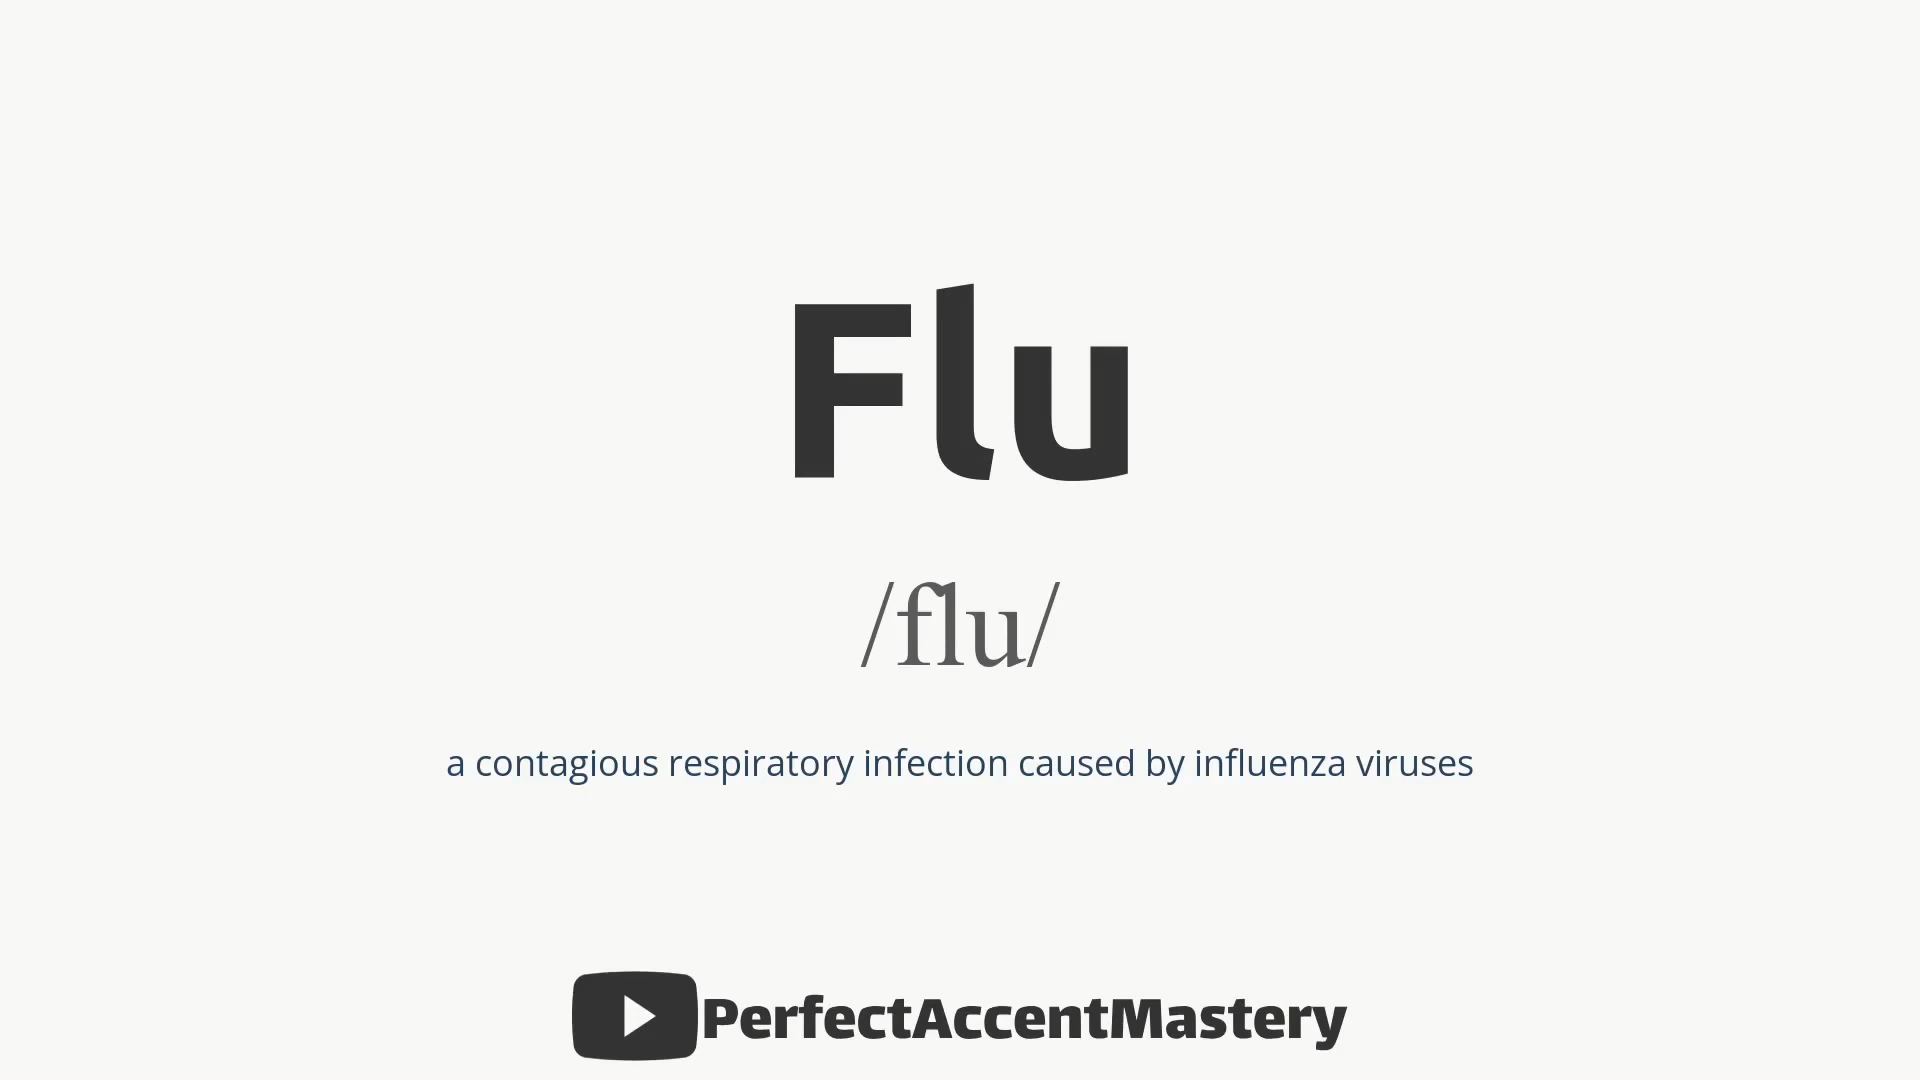 Flu
/flu/
a contagious respiratory infection caused by influenza viruses
PerfectAccentMastery